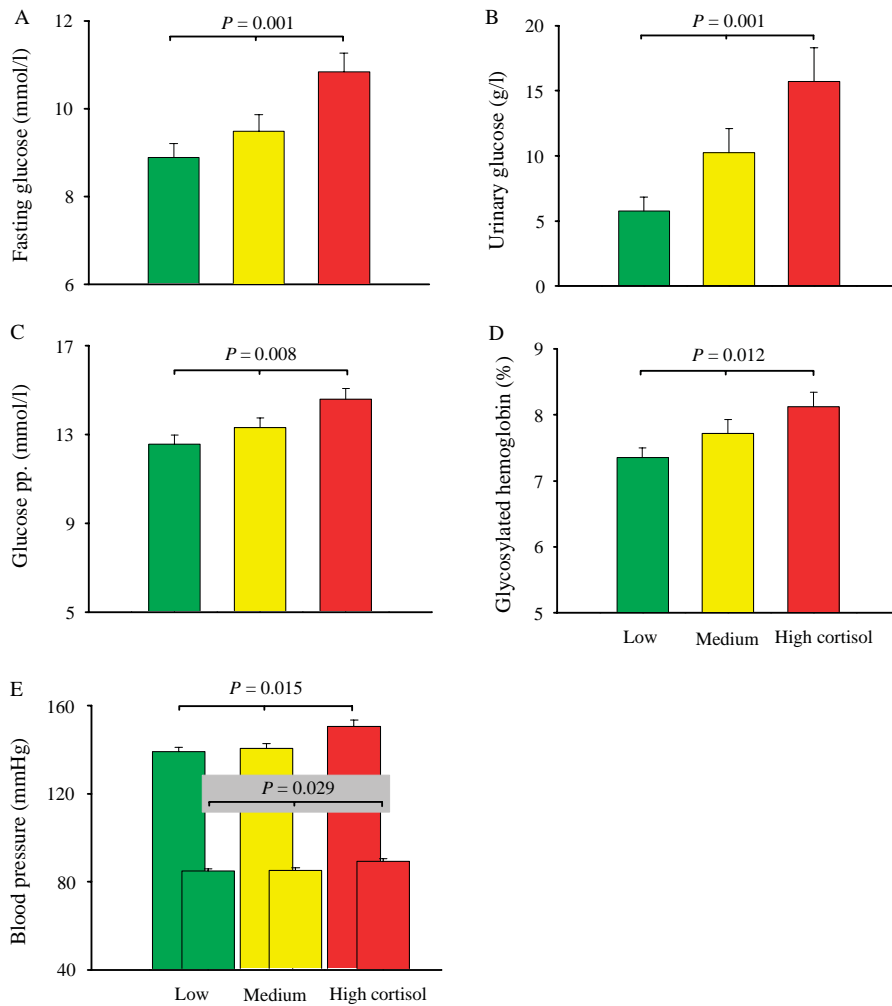 A
P = 0.001
Fasting glucose (mmol/l)
12
10
8
6
B
P = 0.001
Urinary glucose (g/l)
20
15
10
5
0
C
P = 0.008
Glucose pp. (mmol/l)
17
13
9
5
D
P = 0.012
Glycosylated hemoglobin (%)
9
8
7
6
5
Low Medium High cortisol
E
P = 0.015
P = 0.029
Blood pressure (mmHg)
160
120
80
40
Low Medium High cortisol